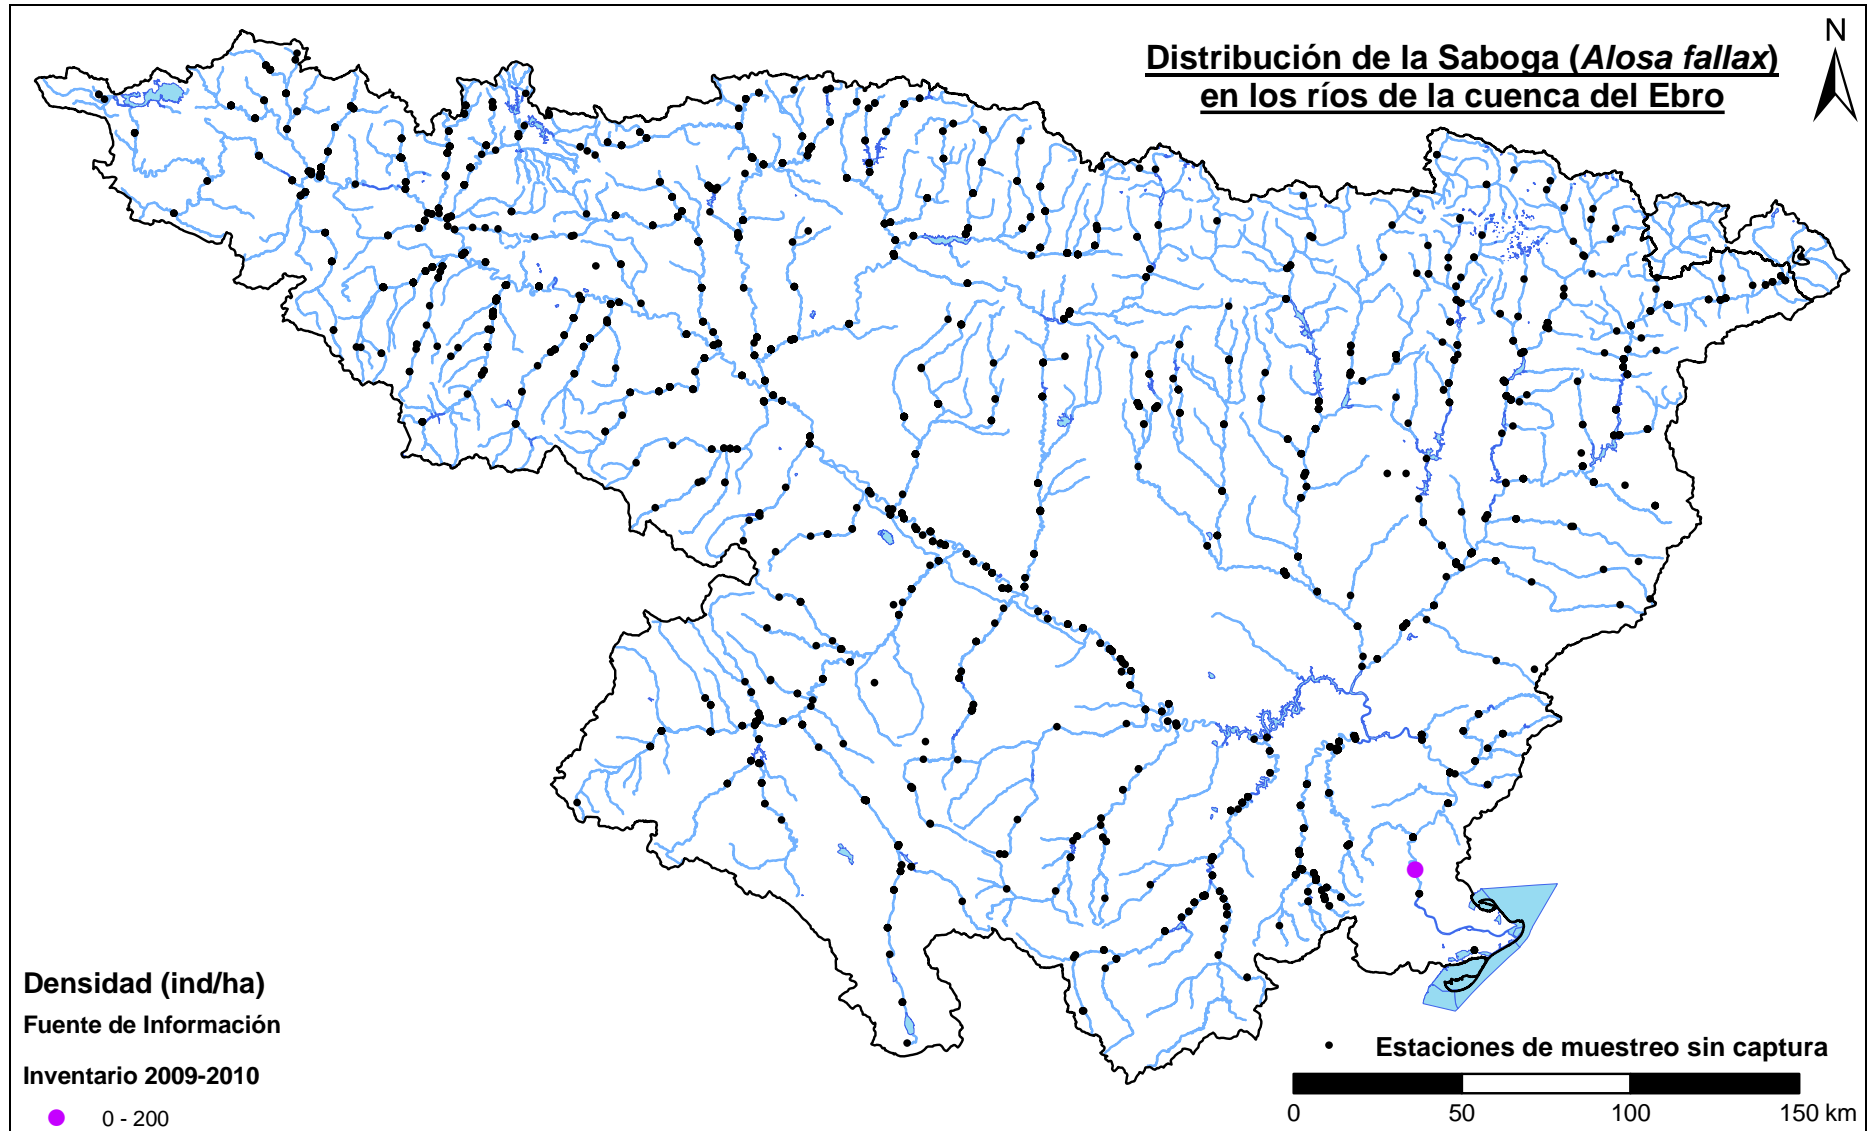 Distribución de la Saboga (Alosa fallax)
en los ríos de la cuenca del Ebro
N
Densidad (ind/ha)
Fuente de Información
Inventario 2009-2010
0 - 200
Estaciones de muestreo sin captura
0 50 100 150 km